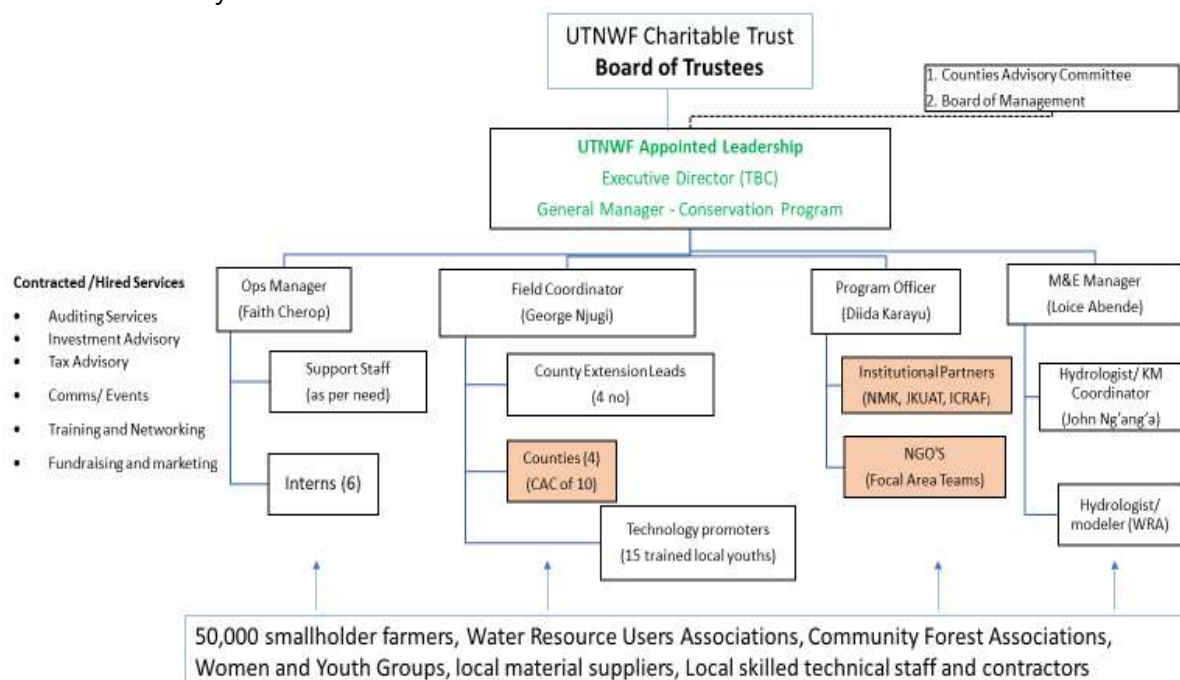 UTNWF Charitable Trust
Board of Trustees
1. Counties Advisory Committee
2. Board of Management
UTNWF Appointed Leadership
Executive Director (TBC)
General Manager - Conservation Program
Contracted /Hired Services
• Auditing Services
• Investment Advisory
• Tax Advisory
• Comms/ Events
• Training and Networking
• Fundraising and marketing
Ops Manager
(Faith Cherop)
Support Staff
(as per need)
Interns (6)
Field Coordinator
(George Njugi)
County Extension Leads
(4 no)
Counties (4)
(CAC of 10)
Technology promoters
(15 trained local youths)
Program Officer
(Diida Karayu)
Institutional Partners
(NMK, JKUAT, ICRAF)
NGO'S
(Focal Area Teams)
M&E Manager
(Loice Abende)
Hydrologist/ KM
Coordinator
(John Ng'ang'a)
Hydrologist/
modeler (WRA)
50,000 smallholder farmers, Water Resource Users Associations, Community Forest Associations,
Women and Youth Groups, local material suppliers, Local skilled technical staff and contractors